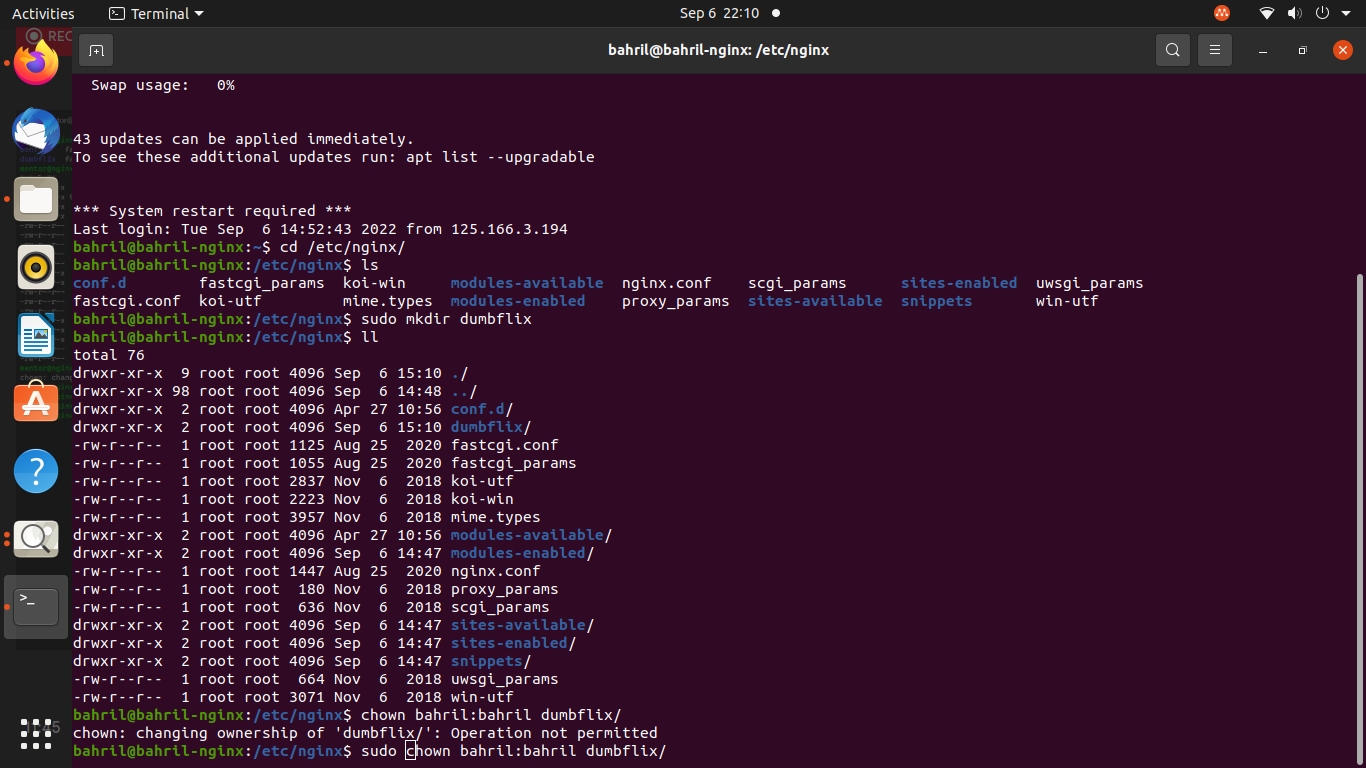 Activities Terminal Sep 6 22:10
REC
bahril@bahril-nginx: /etc/nginx
Swap usage:   0%
43 updates can be applied immediately.
To see these additional updates run: apt list --upgradable
*** System restart required ***
Last login: Tue Sep  6 14:52:43 2022 from 125.166.3.194
bahril@bahril-nginx:~$ cd /etc/nginx/
bahril@bahril-nginx:/etc/nginx$ ls
conf.d        fastcgi_params  koi-win     modules-available  nginx.conf    scgi_params      sites-enabled  uwsgi_params
fastcgi.conf  koi-utf         mime.types  modules-enabled    proxy_params  sites-available  snippets       win-utf
bahril@bahril-nginx:/etc/nginx$ sudo mkdir dumbflix
bahril@bahril-nginx:/etc/nginx$ ll
total 76
drwxr-xr-x  9 root root 4096 Sep  6 15:10 ./
drwxr-xr-x 98 root root 4096 Sep  6 14:48 ../
drwxr-xr-x  2 root root 4096 Apr 27 10:56 conf.d/
drwxr-xr-x  2 root root 4096 Sep  6 15:10 dumbflix/
-rw-r--r--  1 root root 1125 Aug 25  2020 fastcgi.conf
-rw-r--r--  1 root root 1055 Aug 25  2020 fastcgi_params
-rw-r--r--  1 root root 2837 Nov  6  2018 koi-utf
-rw-r--r--  1 root root 2223 Nov  6  2018 koi-win
-rw-r--r--  1 root root 3957 Nov  6  2018 mime.types
drwxr-xr-x  2 root root 4096 Apr 27 10:56 modules-available/
drwxr-xr-x  2 root root 4096 Sep  6 14:47 modules-enabled/
-rw-r--r--  1 root root 1447 Aug 25  2020 nginx.conf
-rw-r--r--  1 root root  180 Nov  6  2018 proxy_params
-rw-r--r--  1 root root  636 Nov  6  2018 scgi_params
drwxr-xr-x  2 root root 4096 Sep  6 14:47 sites-available/
drwxr-xr-x  2 root root 4096 Sep  6 14:47 sites-enabled/
drwxr-xr-x  2 root root 4096 Sep  6 14:47 snippets/
-rw-r--r--  1 root root  664 Nov  6  2018 uwsgi_params
-rw-r--r--  1 root root 3071 Nov  6  2018 win-utf
bahril@bahril-nginx:/etc/nginx$ chown bahril:bahril dumbflix/
chown: changing ownership of 'dumbflix/': Operation not permitted
bahril@bahril-nginx:/etc/nginx$ sudo chown bahril:bahril dumbflix/